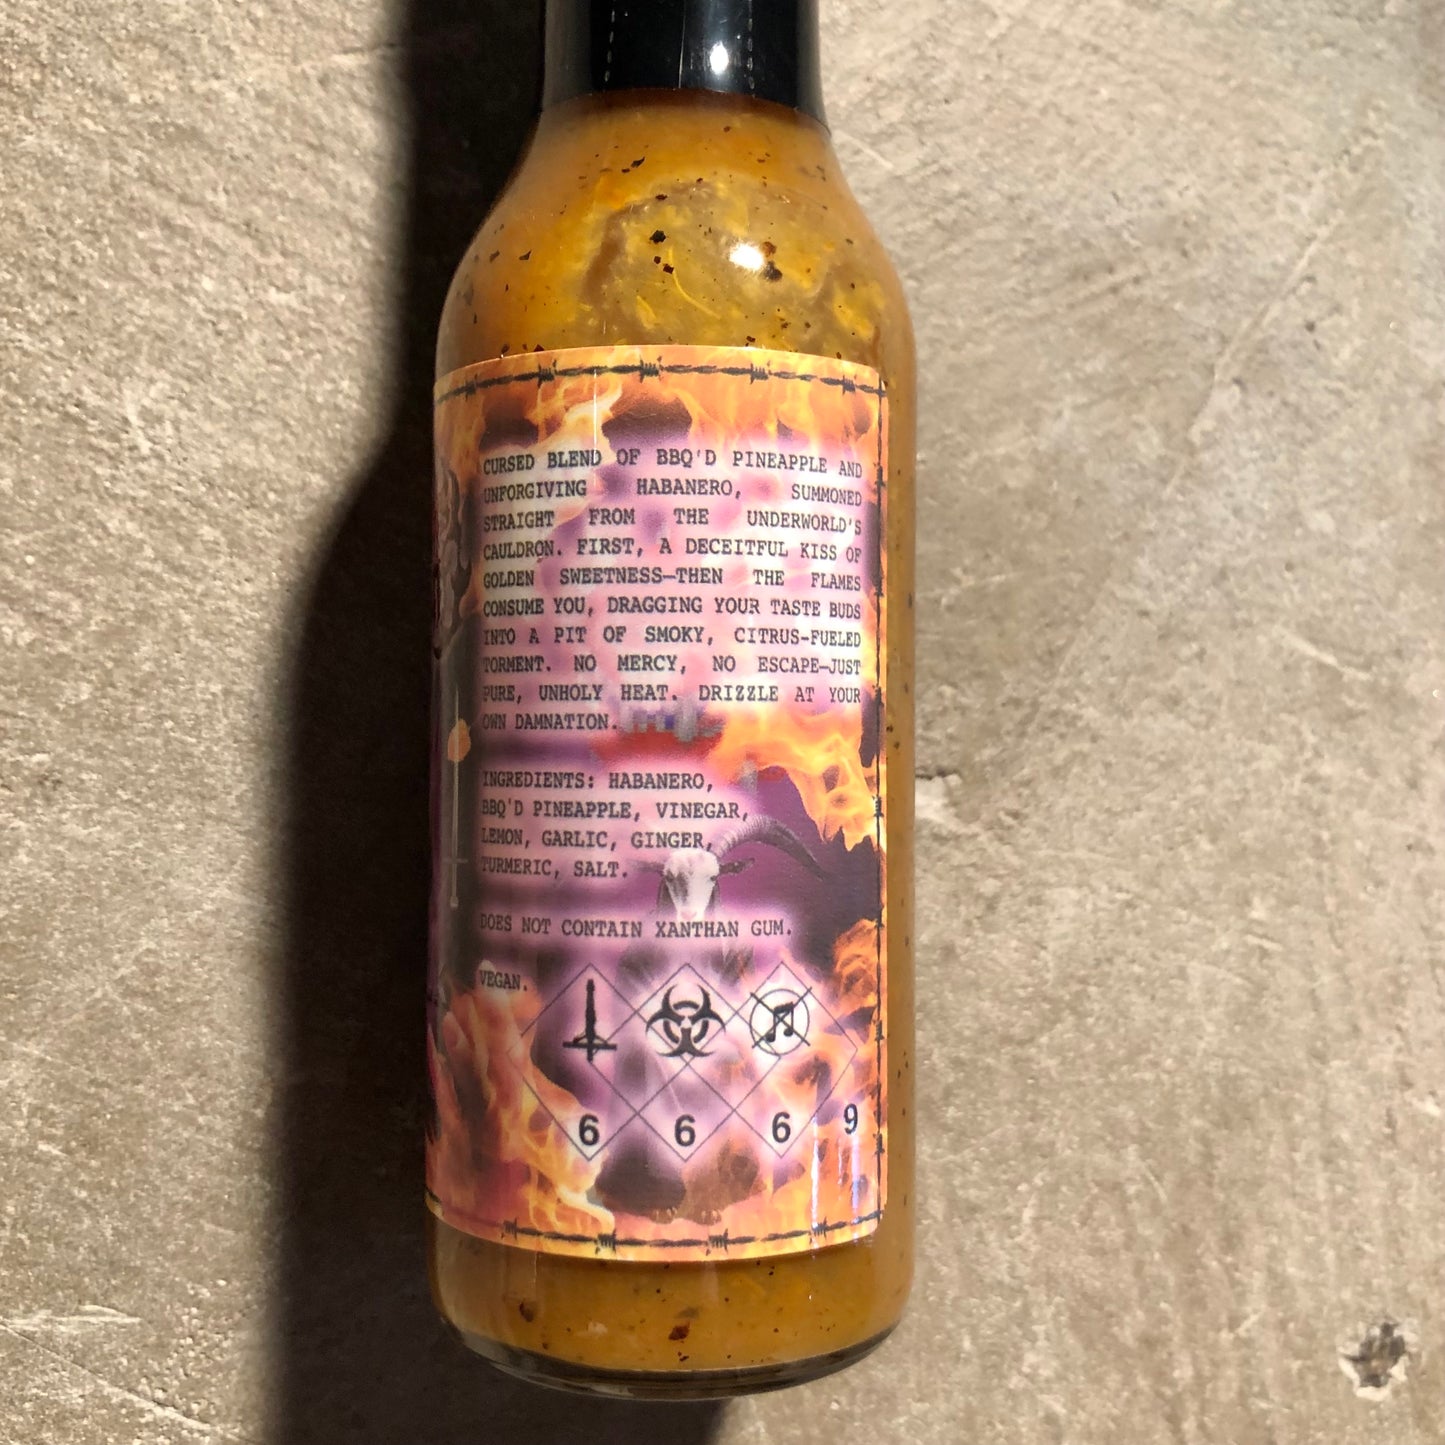 CURSED BLEND OF BBQ'D PINEAPPLE AND
UNFORGIVING HABANERO, SUMMONED
STRAIGHT FROM THE UNDERWORLD'S
CAULDRON. FIRST, A DECEITFUL KISS OF
GOLDEN SWEETNESS—THEN THE FLAMES
CONSUME YOU, DRAGGING YOUR TASTE BUDS
INTO A PIT OF SMOKY, CITRUS-FUELED
TORMENT. NO MERCY, NO ESCAPE—JUST
PURE, UNHOLY HEAT. DRIZZLE AT YOUR
OWN DAMNATION.
INGREDIENTS: HABANERO,
BBQ'D PINEAPPLE, VINEGAR,
LEMON, GARLIC, GINGER,
TURMERIC, SALT.
DOES NOT CONTAIN XANTHAN GUM.
VEGAN.
6 6 6 9